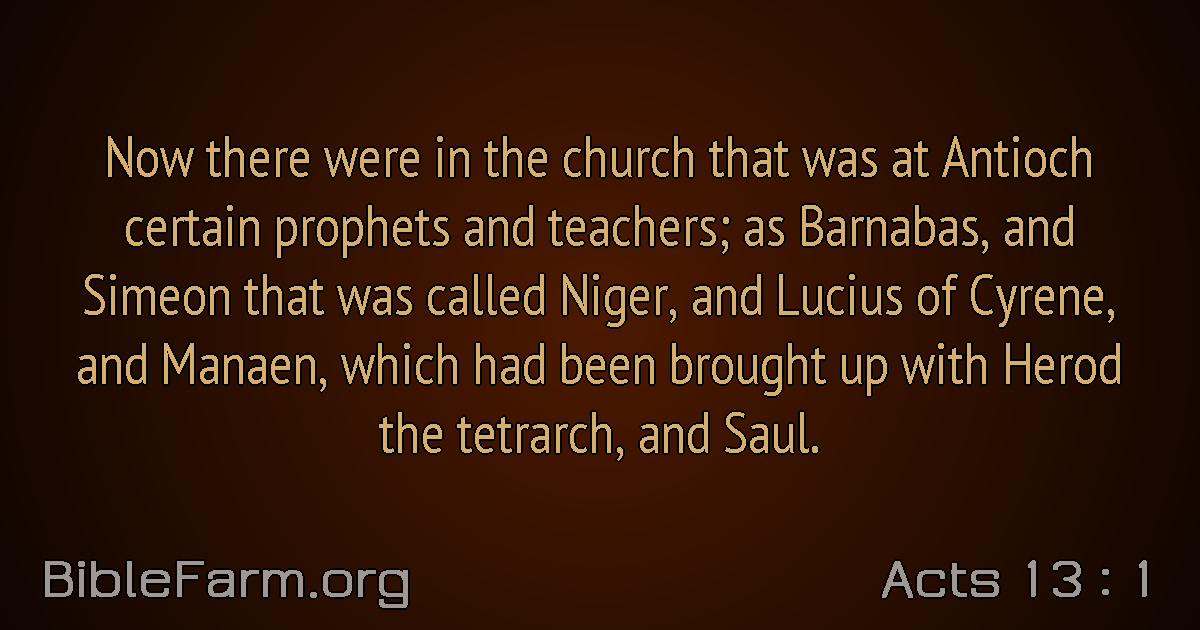 Now there were in the church that was at Antioch
certain prophets and teachers; as Barnabas, and
Simeon that was called Niger, and Lucius of Cyrene,
and Manaen, which had been brought up with Herod
the tetrarch, and Saul.
BibleFarm.org
Acts 13 : 1